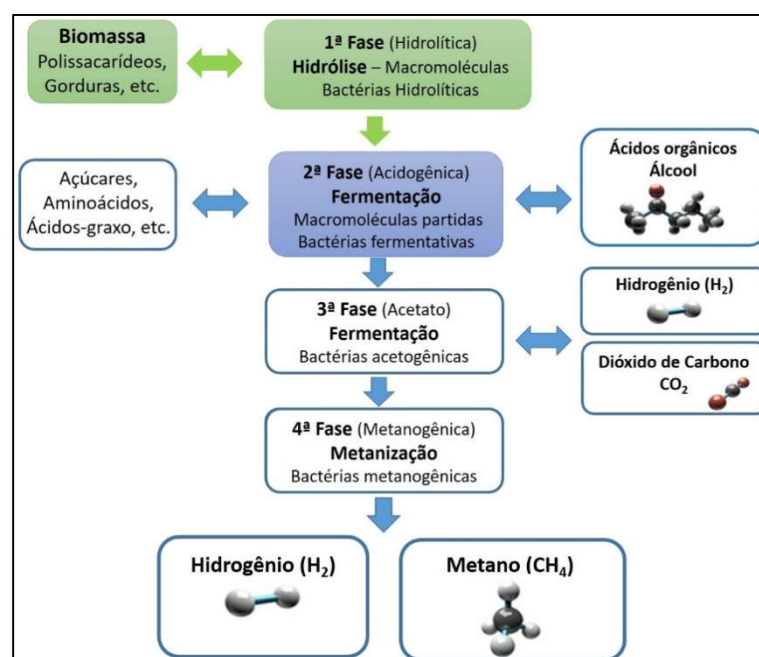 Biomassa
Polissacarídeos,
Gorduras, etc.
1ª Fase (Hidrolítica)
Hidrólise – Macromoléculas
Bactérias Hidrolíticas
Açúcares,
Aminoácidos,
Ácidos-graxo, etc.
2ª Fase (Acidogênica)
Fermentação
Macromoléculas partidas
Bactérias fermentativas
Ácidos orgânicos
Álcool
3ª Fase (Acetato)
Fermentação
Bactérias acetogênicas
Hidrogênio (H₂)
Dióxido de Carbono
CO₂
4ª Fase (Metanogênica)
Metanização
Bactérias metanogênicas
Hidrogênio (H₂)
Metano (CH₄)